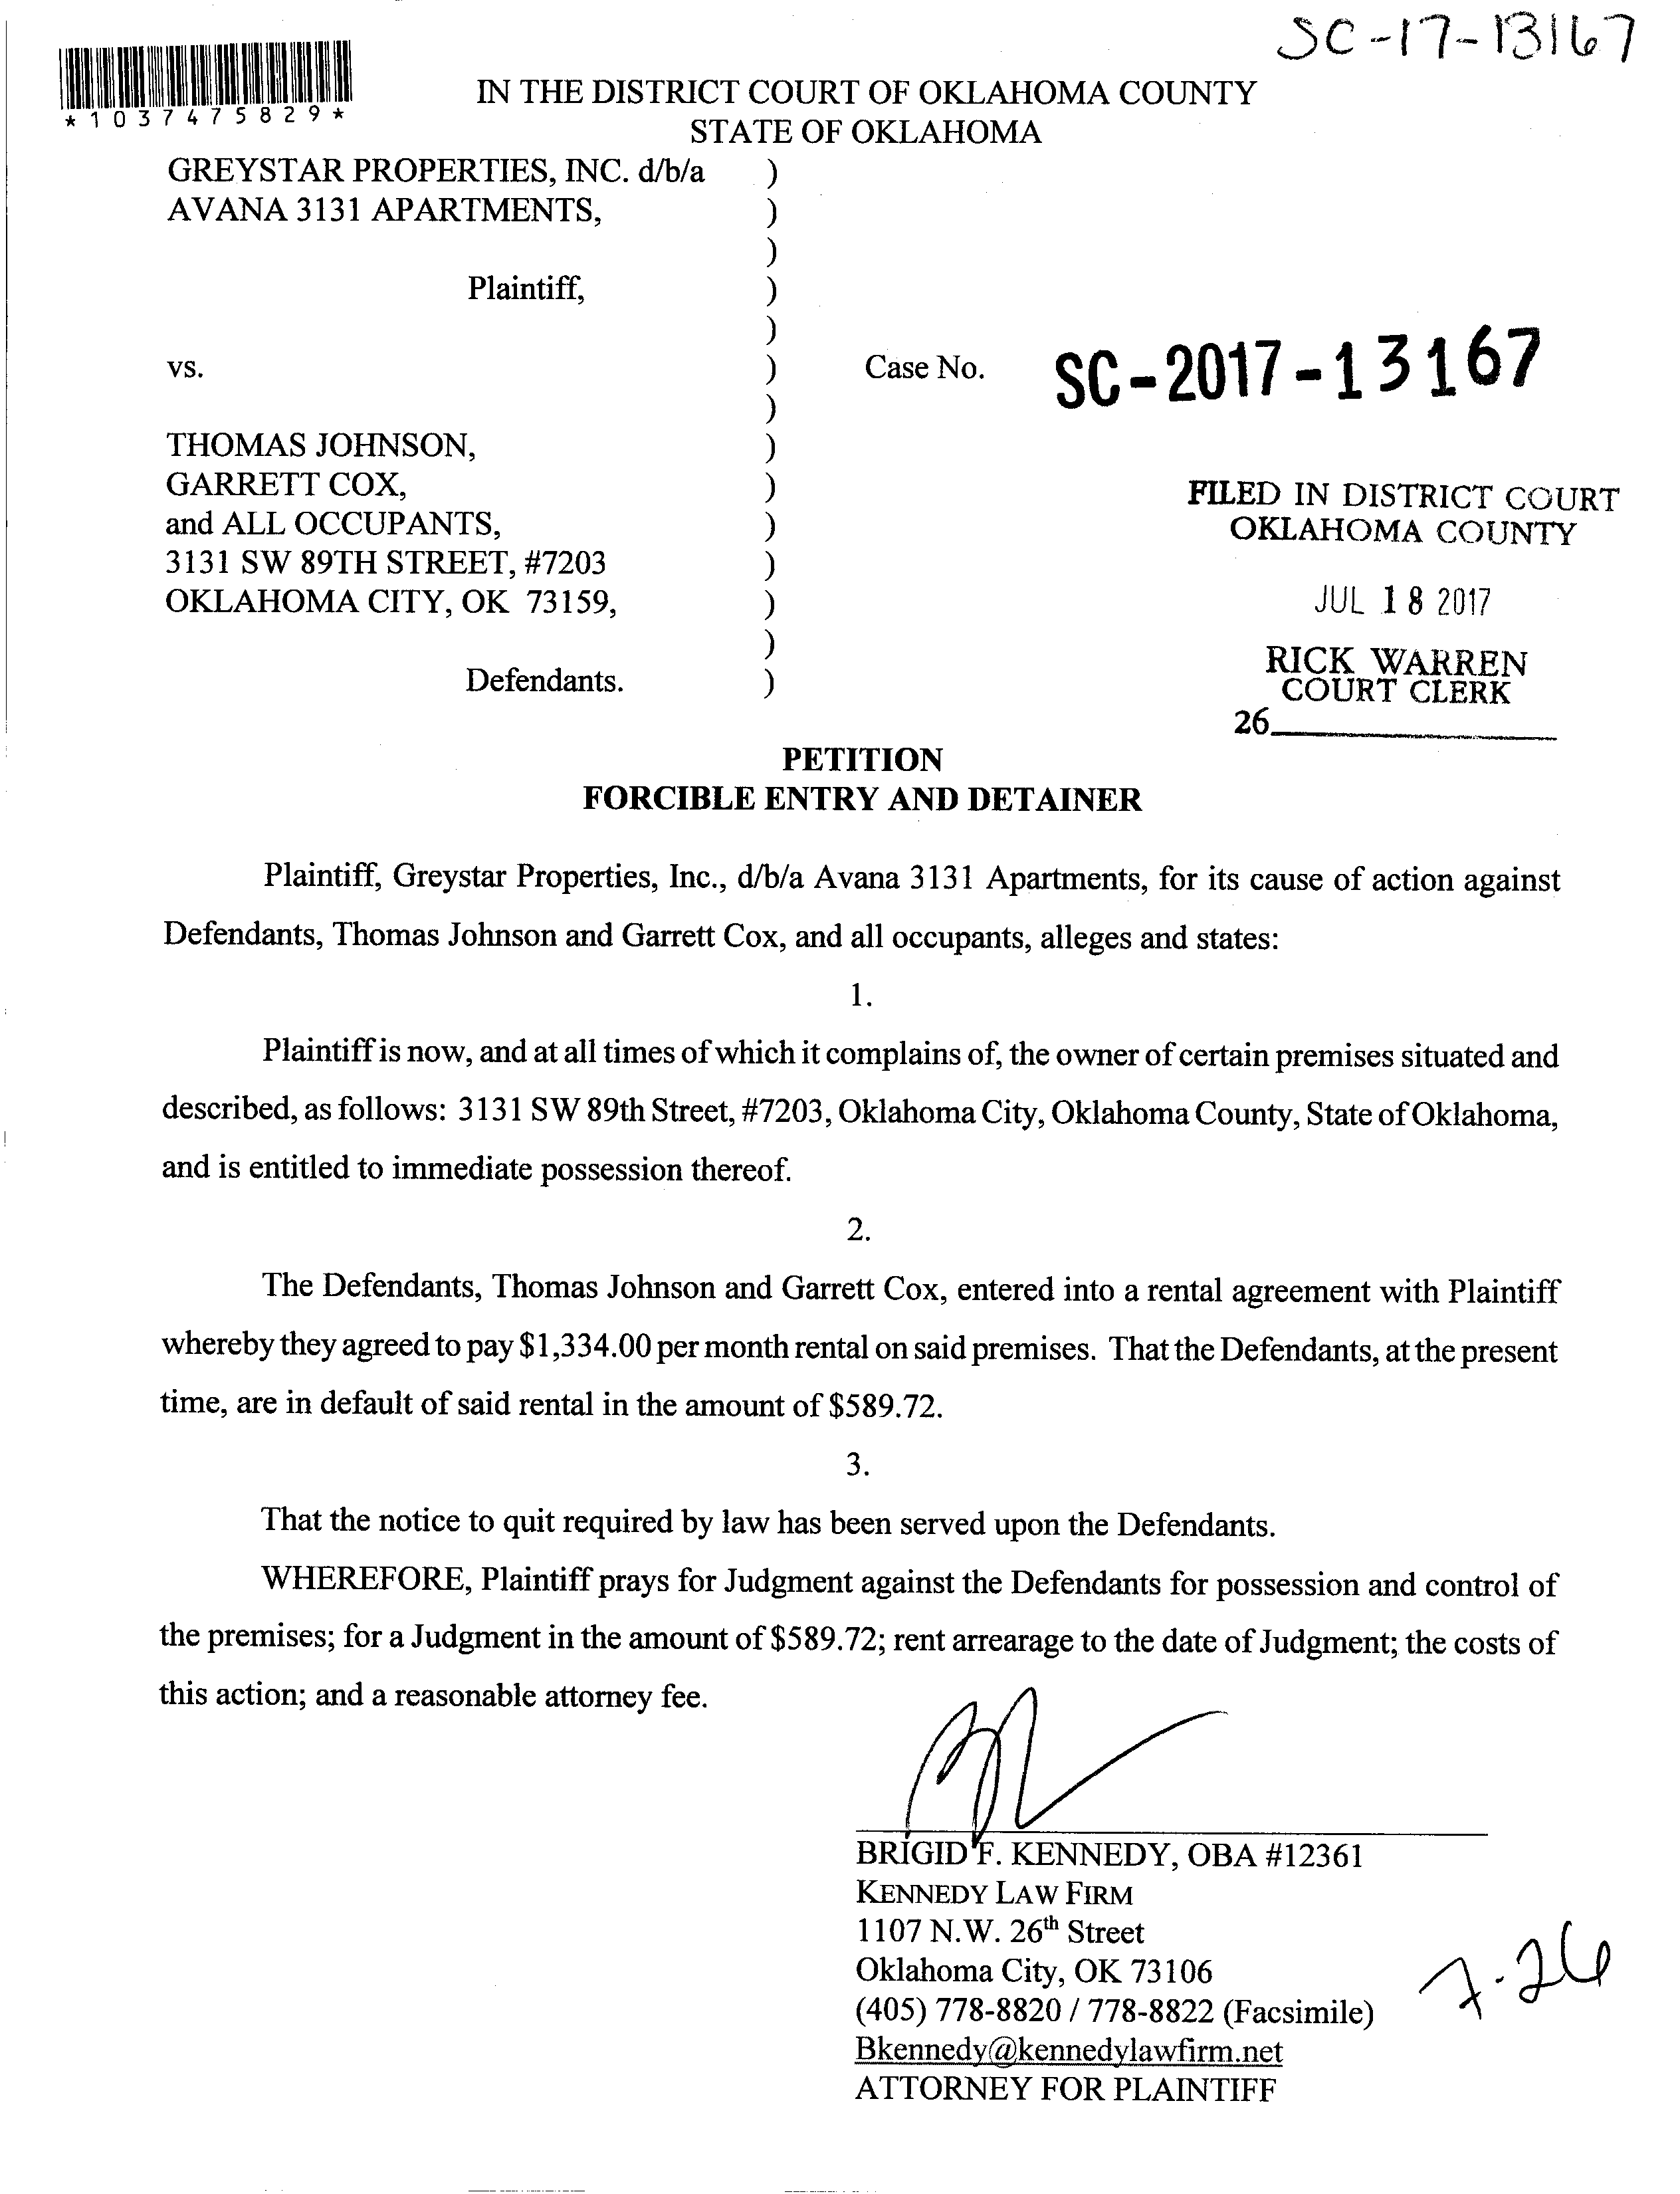 SC-17-13167
*1037475829*
IN THE DISTRICT COURT OF OKLAHOMA COUNTY
STATE OF OKLAHOMA
GREYSTAR PROPERTIES, INC. d/b/a )
AVANA 3131 APARTMENTS, )
)
Plaintiff, )
)
vs. ) Case No. SC-2017-13167
)
THOMAS JOHNSON, )
GARRETT COX, )
and ALL OCCUPANTS, )
3131 SW 89TH STREET, #7203 )
OKLAHOMA CITY, OK 73159, )
)
Defendants. )
FILED IN DISTRICT COURT
OKLAHOMA COUNTY
JUL 18 2017
RICK WARREN
COURT CLERK
26
PETITION
FORCIBLE ENTRY AND DETAINER
Plaintiff, Greystar Properties, Inc., d/b/a Avana 3131 Apartments, for its cause of action against
Defendants, Thomas Johnson and Garrett Cox, and all occupants, alleges and states:
1.
Plaintiff is now, and at all times of which it complains of, the owner of certain premises situated and
described, as follows: 3131 SW 89th Street, #7203, Oklahoma City, Oklahoma County, State of Oklahoma,
and is entitled to immediate possession thereof.
2.
The Defendants, Thomas Johnson and Garrett Cox, entered into a rental agreement with Plaintiff
whereby they agreed to pay $1,334.00 per month rental on said premises. That the Defendants, at the present
time, are in default of said rental in the amount of $589.72.
3.
That the notice to quit required by law has been served upon the Defendants.
WHEREFORE, Plaintiff prays for Judgment against the Defendants for possession and control of
the premises; for a Judgment in the amount of $589.72; rent arrearage to the date of Judgment; the costs of
this action; and a reasonable attorney fee.
BRIGID F. KENNEDY, OBA #12361
KENNEDY LAW FIRM
1107 N.W. 26th Street
Oklahoma City, OK 73106
(405) 778-8820 / 778-8822 (Facsimile)
Bkennedy@kennedylawfirm.net
ATTORNEY FOR PLAINTIFF
7-26